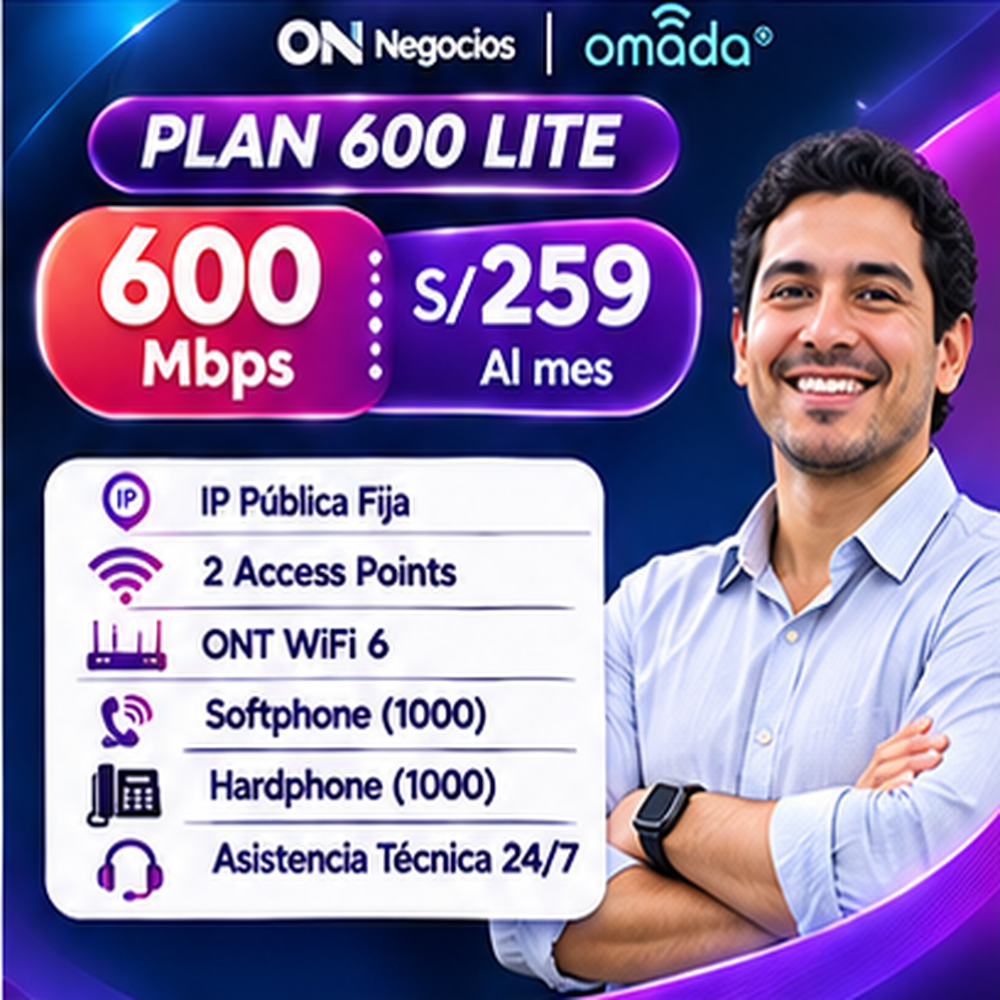 ON Negocios | omada
PLAN 600 LITE
600
Mbps
S/259
Al mes
IP
IP Pública Fija
2 Access Points
ONT WiFi 6
Softphone (1000)
Hardphone (1000)
Asistencia Técnica 24/7